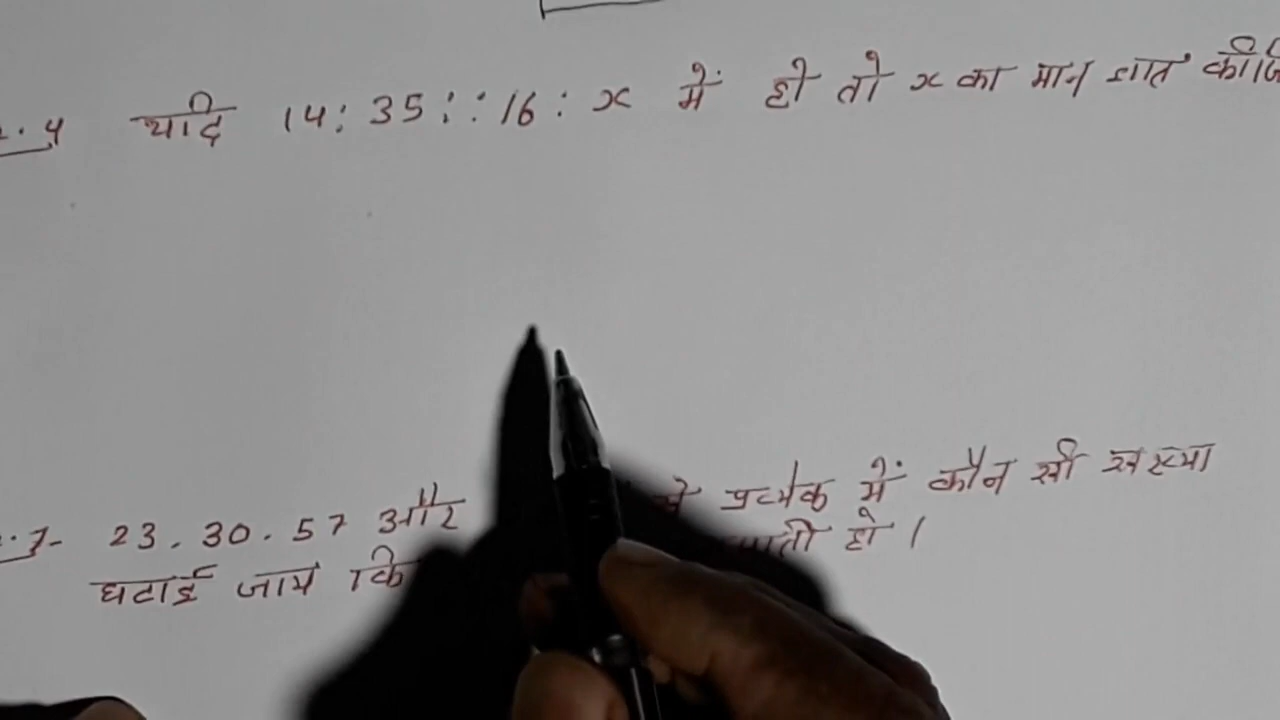 . 4 यदि 14 : 35 :: 16 : x में हो तो x का मान ज्ञात
. 7- 23 . 30 . 57 और से प्रत्येक में कौन सी संख्या
घटाई जाय कि हो ।